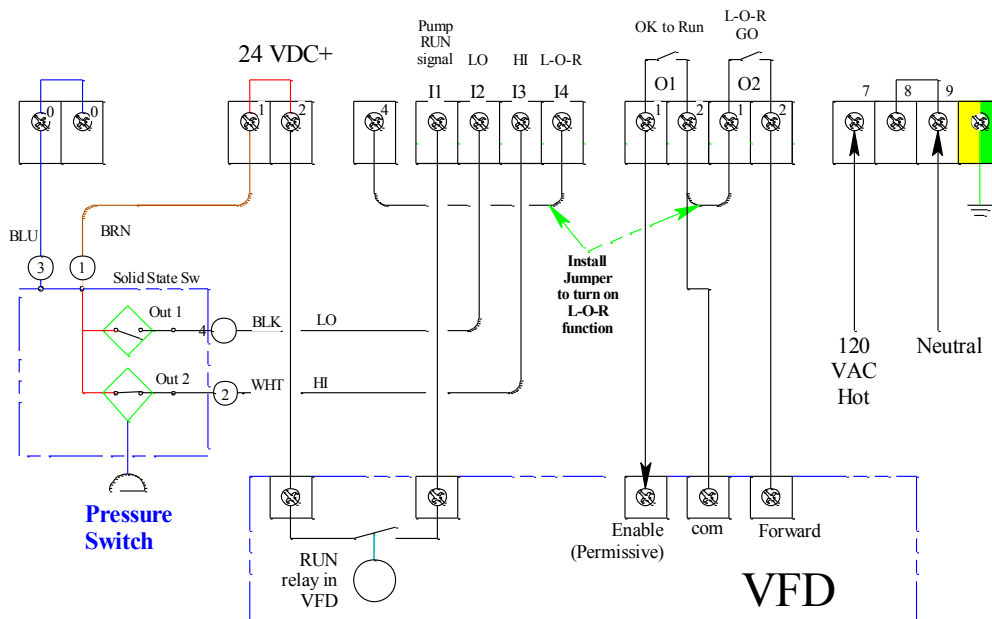 24 VDC+
Pump
RUN
signal
LO
HI
L-O-R
OK to Run
L-O-R
GO
0
0
1
2
4
I1
I2
I3
I4
O1
O2
1
2
1
2
7
8
9
BLU
BRN
3
1
Solid State Sw
Out 1
4
BLK
LO
Out 2
2
WHT
HI
Install
Jumper
to turn on
L-O-R
function
120
VAC
Hot
Neutral
Pressure
Switch
RUN
relay in
VFD
Enable
(Permissive)
com
Forward
VFD